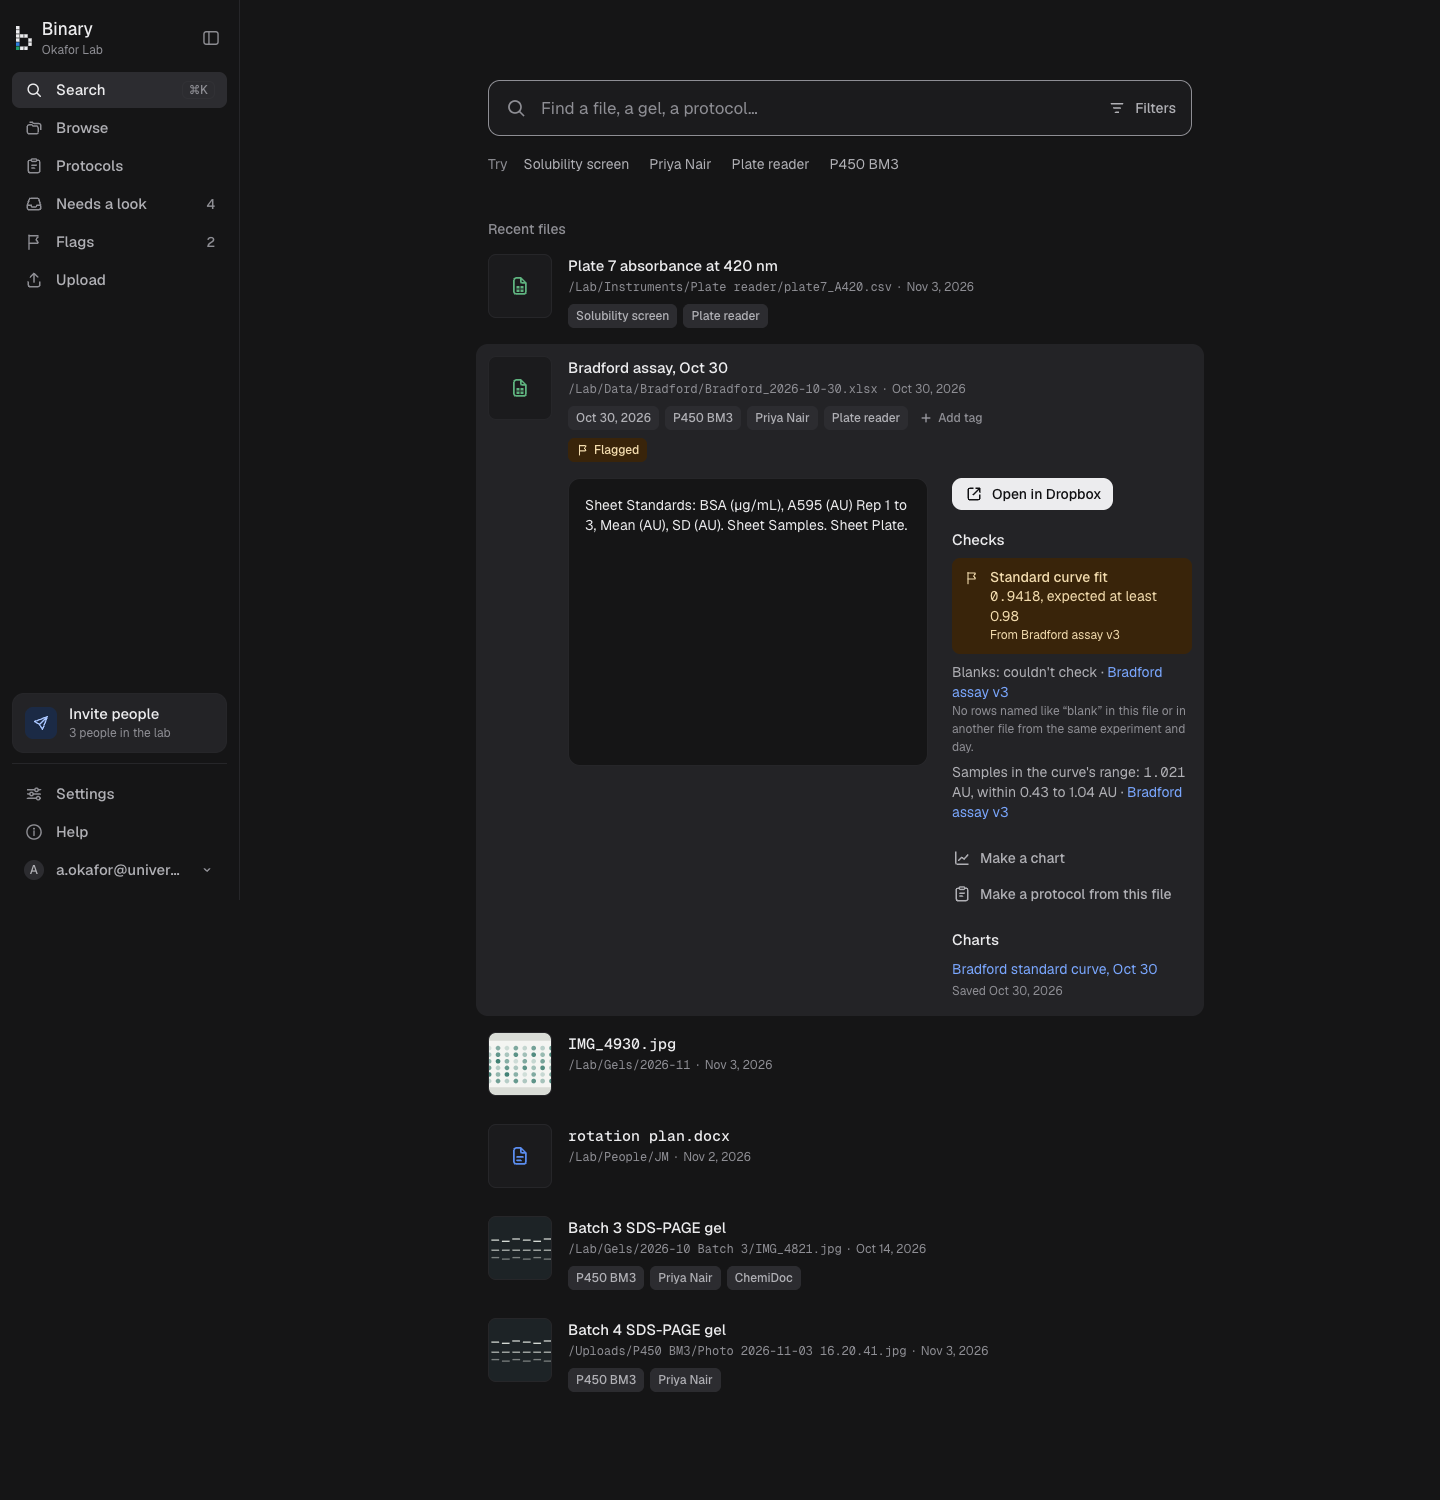 Binary
Okafor Lab
Search ⌘K
Browse
Protocols
Needs a look 4
Flags 2
Upload
Invite people
3 people in the lab
Settings
Help
A a.okafor@univer...
Find a file, a gel, a protocol...
Filters
Try Solubility screen Priya Nair Plate reader P450 BM3
Recent files
Plate 7 absorbance at 420 nm
/Lab/Instruments/Plate reader/plate7_A420.csv · Nov 3, 2026
Solubility screen Plate reader
Bradford assay, Oct 30
/Lab/Data/Bradford/Bradford_2026-10-30.xlsx · Oct 30, 2026
Oct 30, 2026 P450 BM3 Priya Nair Plate reader + Add tag
Flagged
Sheet Standards: BSA (µg/mL), A595 (AU) Rep 1 to
3, Mean (AU), SD (AU). Sheet Samples. Sheet Plate.
Open in Dropbox
Checks
Standard curve fit
0.9418, expected at least
0.98
From Bradford assay v3
Blanks: couldn't check · Bradford
assay v3
No rows named like “blank” in this file or in
another file from the same experiment and
day.
Samples in the curve's range: 1.021
AU, within 0.43 to 1.04 AU · Bradford
assay v3
Make a chart
Make a protocol from this file
Charts
Bradford standard curve, Oct 30
Saved Oct 30, 2026
IMG_4930.jpg
/Lab/Gels/2026-11 · Nov 3, 2026
rotation plan.docx
/Lab/People/JM · Nov 2, 2026
Batch 3 SDS-PAGE gel
/Lab/Gels/2026-10 Batch 3/IMG_4821.jpg · Oct 14, 2026
P450 BM3 Priya Nair ChemiDoc
Batch 4 SDS-PAGE gel
/Uploads/P450 BM3/Photo 2026-11-03 16.20.41.jpg · Nov 3, 2026
P450 BM3 Priya Nair